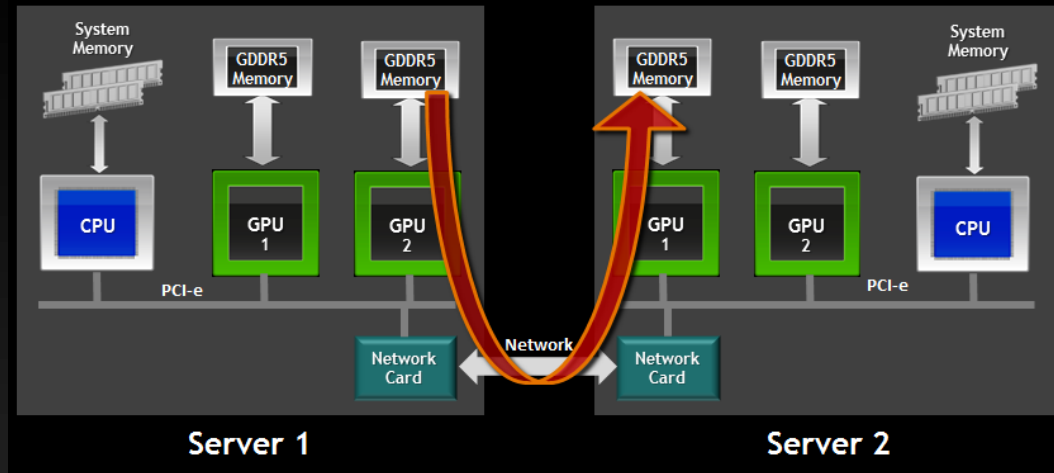 System
Memory
GDDR5
Memory
GDDR5
Memory
CPU
GPU
1
GPU
2
PCI-e
Network
Card
Server 1
Network
GDDR5
Memory
GDDR5
Memory
System
Memory
GPU
1
GPU
2
CPU
PCI-e
Network
Card
Server 2